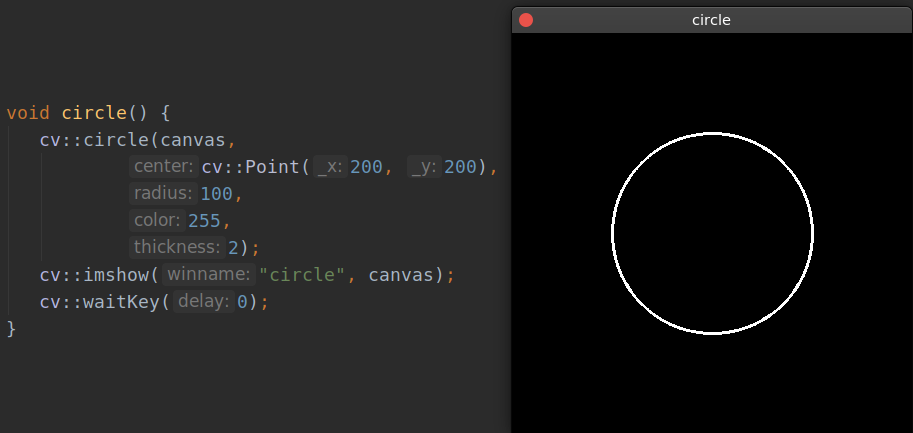 void circle() {
cv::circle(canvas,
center: cv::Point( _x: 200, _y: 200),
radius: 100,
color: 255,
thickness: 2);
cv::imshow( winname: "circle", canvas);
cv::waitKey( delay: 0);
}
circle